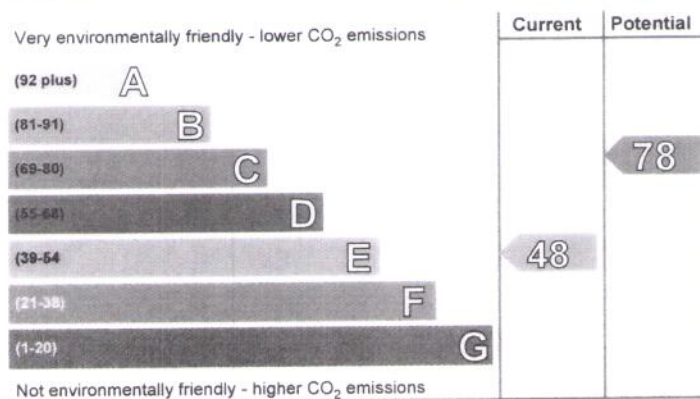 Current Potential
Very environmentally friendly - lower CO₂ emissions
(92 plus) A
(81-91) B
(69-80) C
78
(55-68) D
(39-54 E
48
(21-38) F
(1-20) G
Not environmentally friendly - higher CO₂ emissions